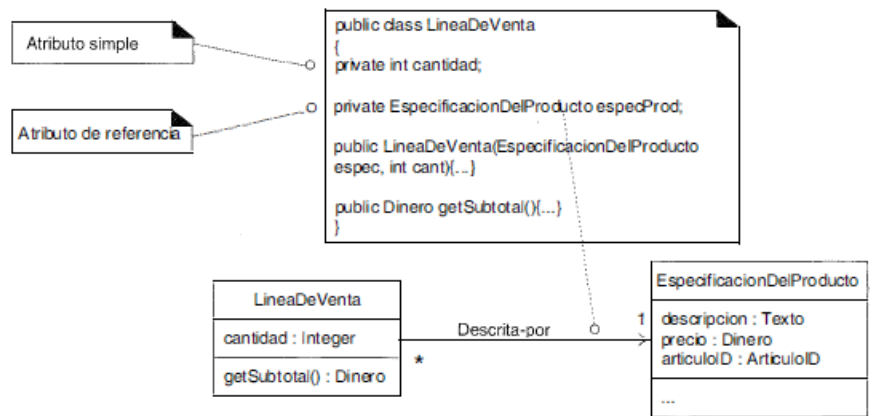 Atributo simple
Atributo de referencia
public class LineaDeVenta
{
private int cantidad;
private EspecificacionDelProducto especProd;
public LineaDeVenta(EspecificacionDelProducto
espec, int cant){...}
public Dinero getSubtotal(){...}
}
LineaDeVenta
cantidad : Integer
getSubtotal() : Dinero
Descrita-por
*
1
EspecificacionDelProducto
descripcion : Texto
precio : Dinero
articuloID : ArticuloID
...